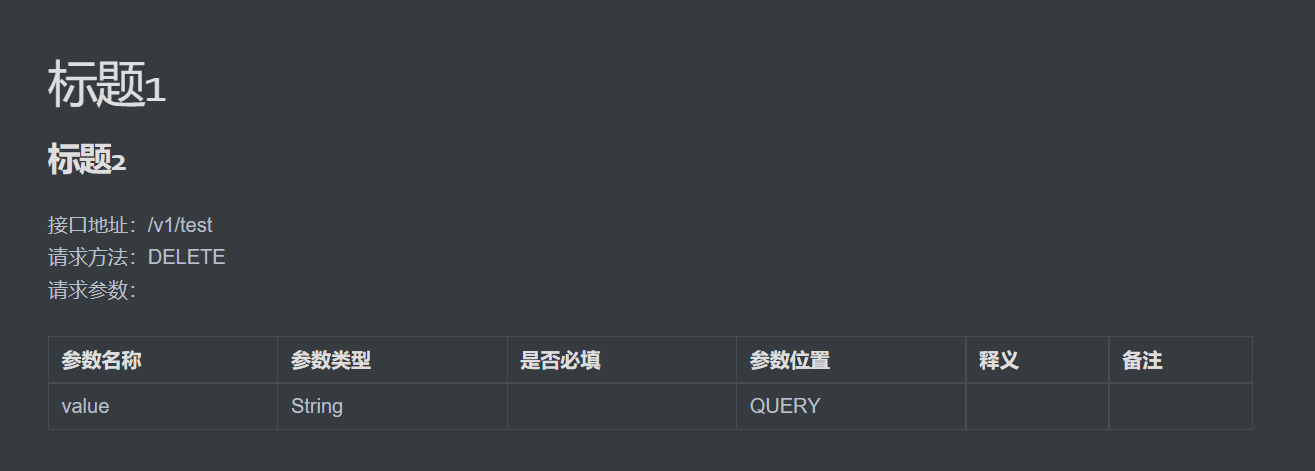 标题1
标题2
接口地址：/v1/test
请求方法：DELETE
请求参数：
参数名称 参数类型 是否必填 参数位置 释义 备注
value String QUERY